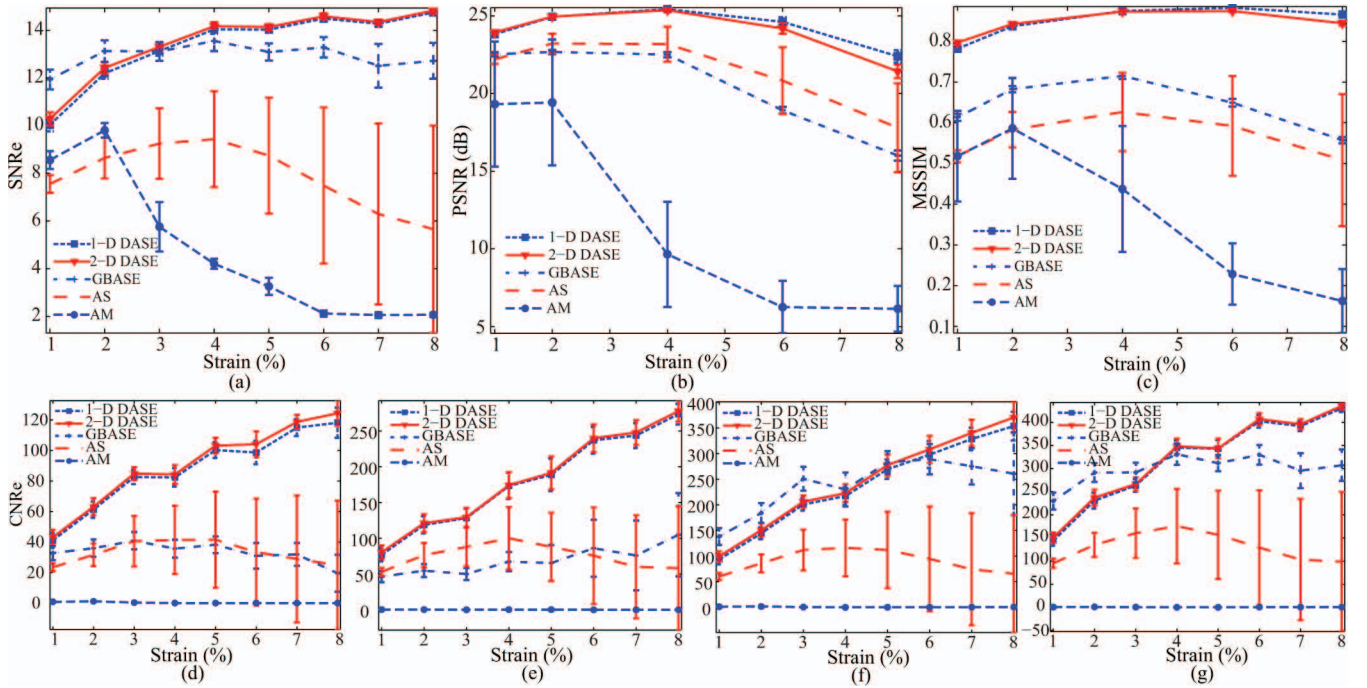 14
12
10
8
6
4
2
SNRe
1-D DASE
2-D DASE
GBASE
AS
AM
1 2 3 4 5 6 7 8
Strain (%)
(a)
25
20
15
10
5
PSNR (dB)
1-D DASE
2-D DASE
GBASE
AS
AM
1 2 3 4 5 6 7 8
Strain (%)
(b)
0.8
0.7
0.6
0.5
0.4
0.3
0.2
0.1
MSSIM
1-D DASE
2-D DASE
GBASE
AS
AM
1 2 3 4 5 6 7 8
Strain (%)
(c)
120
100
80
60
40
20
0
CNRe
1-D DASE
2-D DASE
GBASE
AS
AM
1 2 3 4 5 6 7 8
Strain (%)
(d)
250
200
150
100
50
0
1-D DASE
2-D DASE
GBASE
AS
AM
1 2 3 4 5 6 7 8
Strain (%)
(e)
400
350
300
250
200
150
100
50
0
1-D DASE
2-D DASE
GBASE
AS
AM
1 2 3 4 5 6 7 8
Strain (%)
(f)
400
350
300
250
200
150
100
50
0
−50
1-D DASE
2-D DASE
GBASE
AS
AM
1 2 3 4 5 6 7 8
Strain (%)
(g)